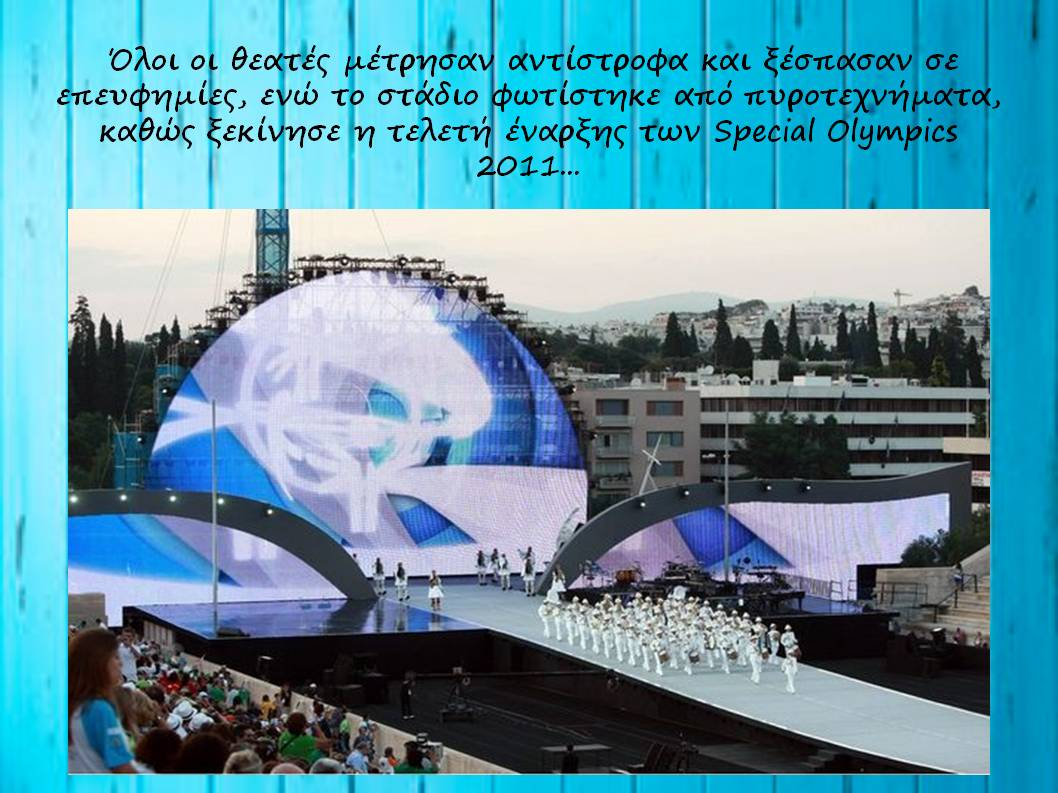 Όλοι οι θεατές μέτρησαν αντίστροφα και ξέσπασαν σε
επευφημίες, ενώ το στάδιο φωτίστηκε από πυροτεχνήματα,
καθώς ξεκίνησε η τελετή έναρξης των Special Olympics
2011...